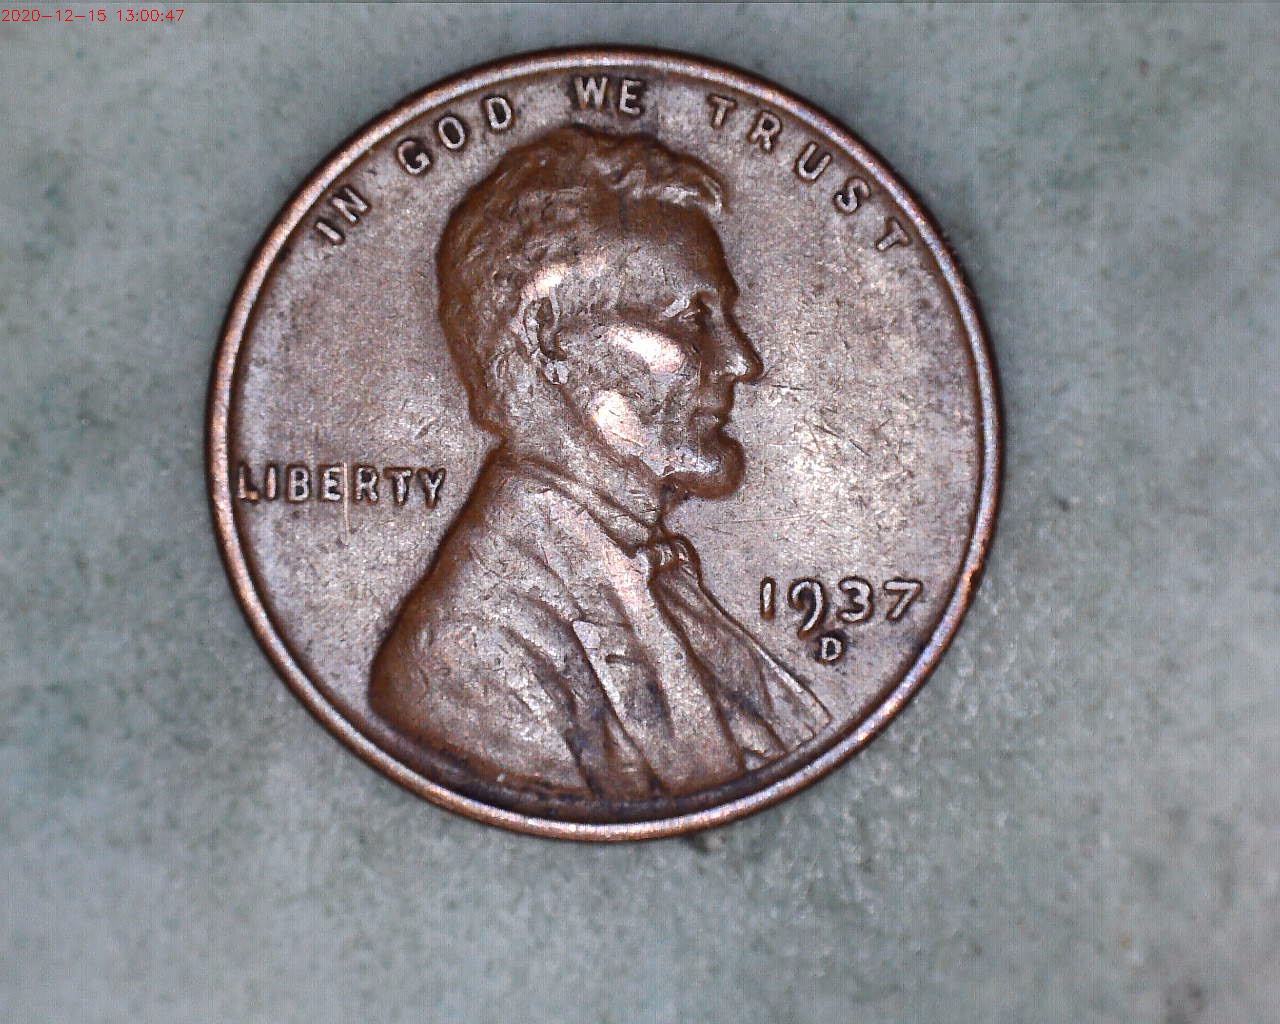 2020-12-15 13:00:47
IN GOD WE TRUST
LIBERTY
1937
D